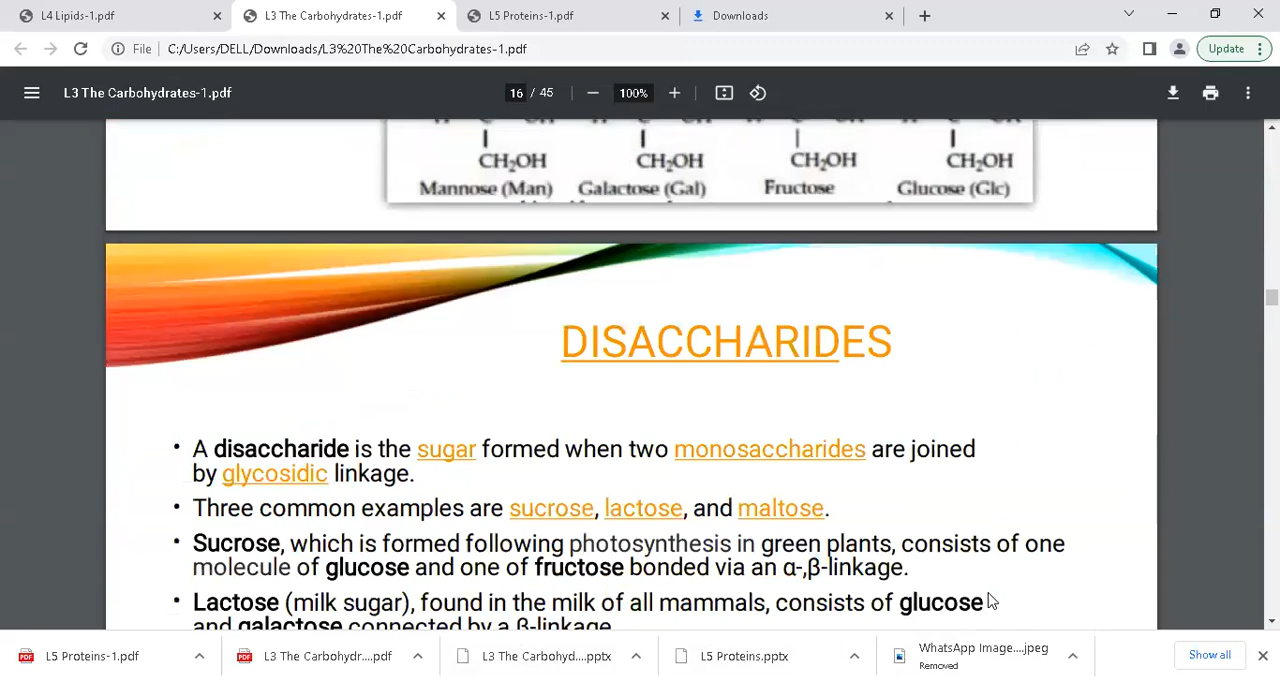 L4 Lipids-1.pdf
L3 The Carbohydrates-1.pdf
L5 Proteins-1.pdf
Downloads
File
C:/Users/DELL/Downloads/L3%20The%20Carbohydrates-1.pdf
Update
L3 The Carbohydrates-1.pdf
16 / 45
100%
CH₂OH CH₂OH CH₂OH CH₂OH
Mannose (Man) Galactose (Gal) Fructose Glucose (Glc)
DISACCHARIDES
• A disaccharide is the sugar formed when two monosaccharides are joined
by glycosidic linkage.
• Three common examples are sucrose, lactose, and maltose.
• Sucrose, which is formed following photosynthesis in green plants, consists of one
molecule of glucose and one of fructose bonded via an α-,β-linkage.
• Lactose (milk sugar), found in the milk of all mammals, consists of glucose
and galactose connected by a β-linkage.
L5 Proteins-1.pdf
L3 The Carbohydr....pdf
L3 The Carbohyd....pptx
L5 Proteins.pptx
WhatsApp Image....jpeg
Removed
Show all